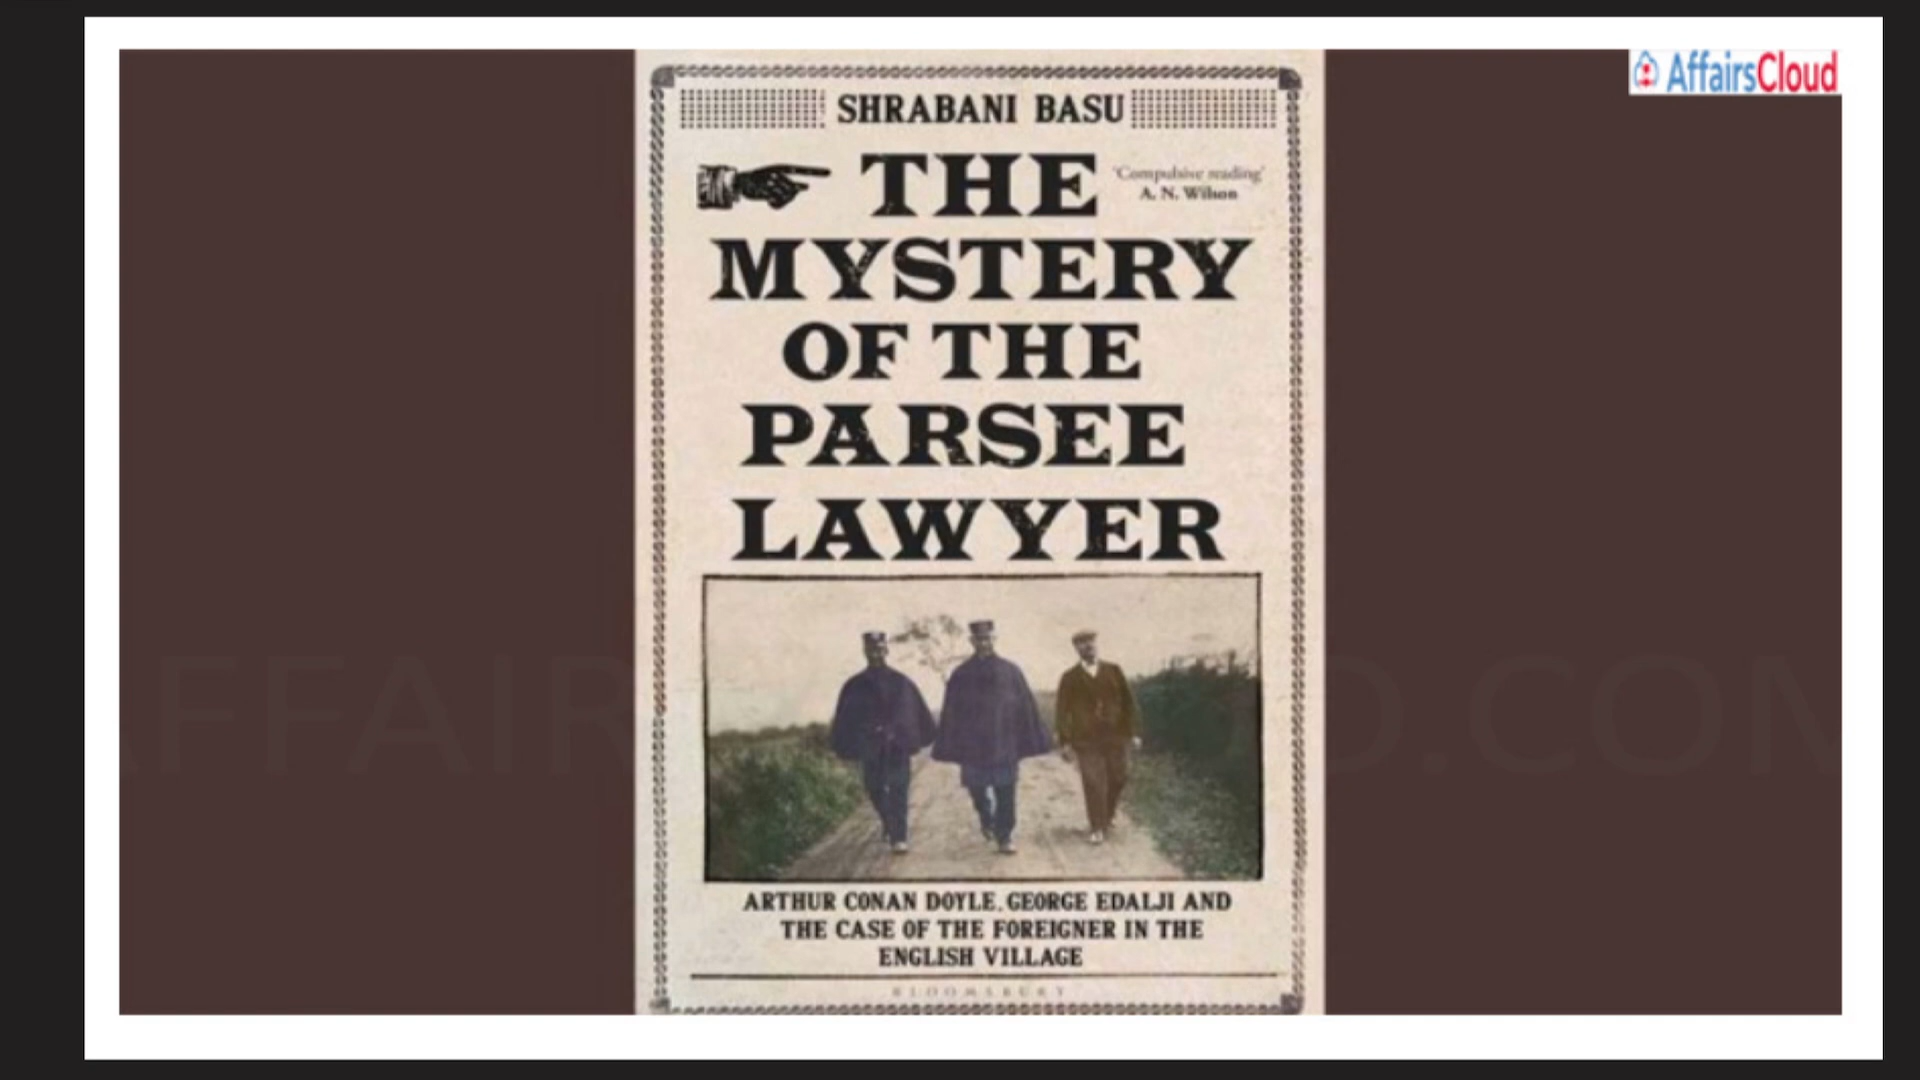 AffairsCloud
SHRABANI BASU
THE
'Compulsive reading'
A. N. Wilson
MYSTERY
OF THE
PARSEE
LAWYER
ARTHUR CONAN DOYLE, GEORGE EDALJI AND
THE CASE OF THE FOREIGNER IN THE
ENGLISH VILLAGE
BLOOMSBURY